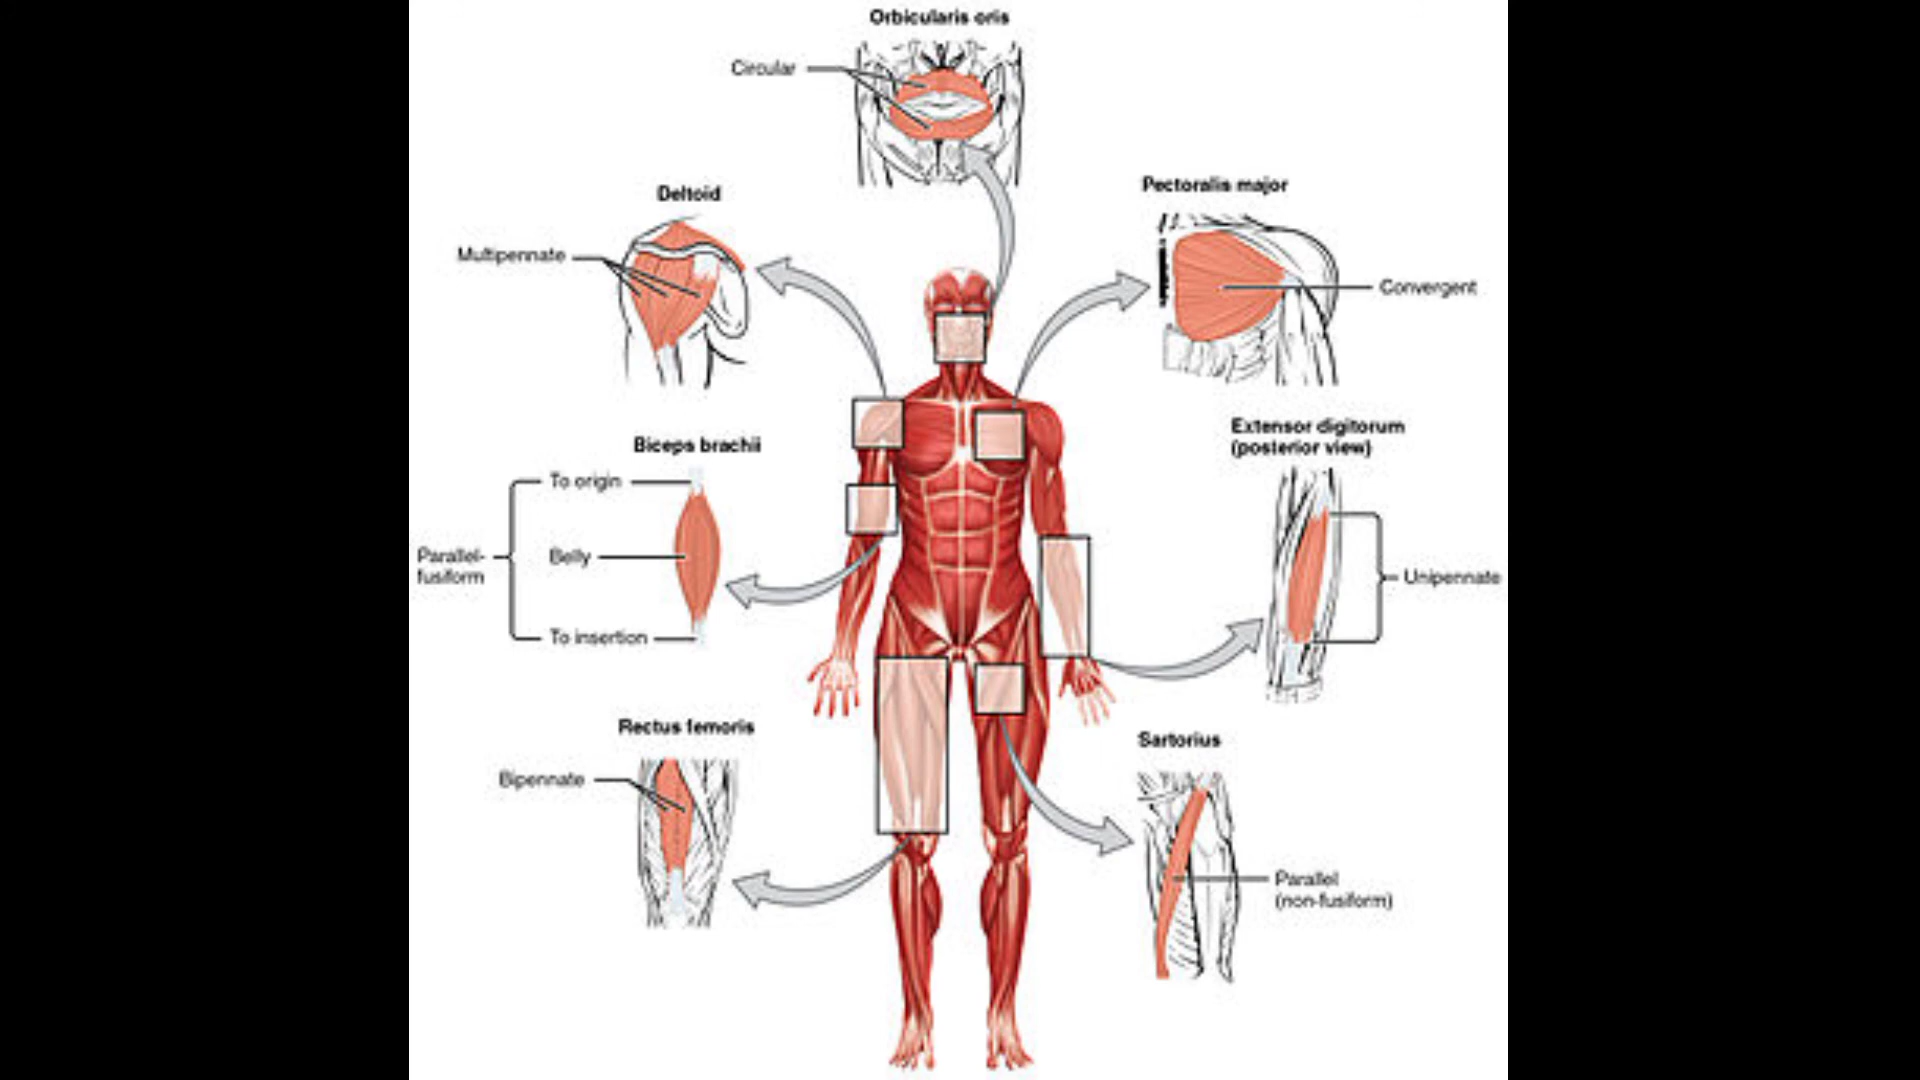 Orbicularis oris
Circular
Deltoid
Multipennate
Pectoralis major
Convergent
Biceps brachii
To origin
Belly
To insertion
Parallel-
fusiform
Extensor digitorum
(posterior view)
Unipennate
Rectus femoris
Bipennate
Sartorius
Parallel
(non-fusiform)